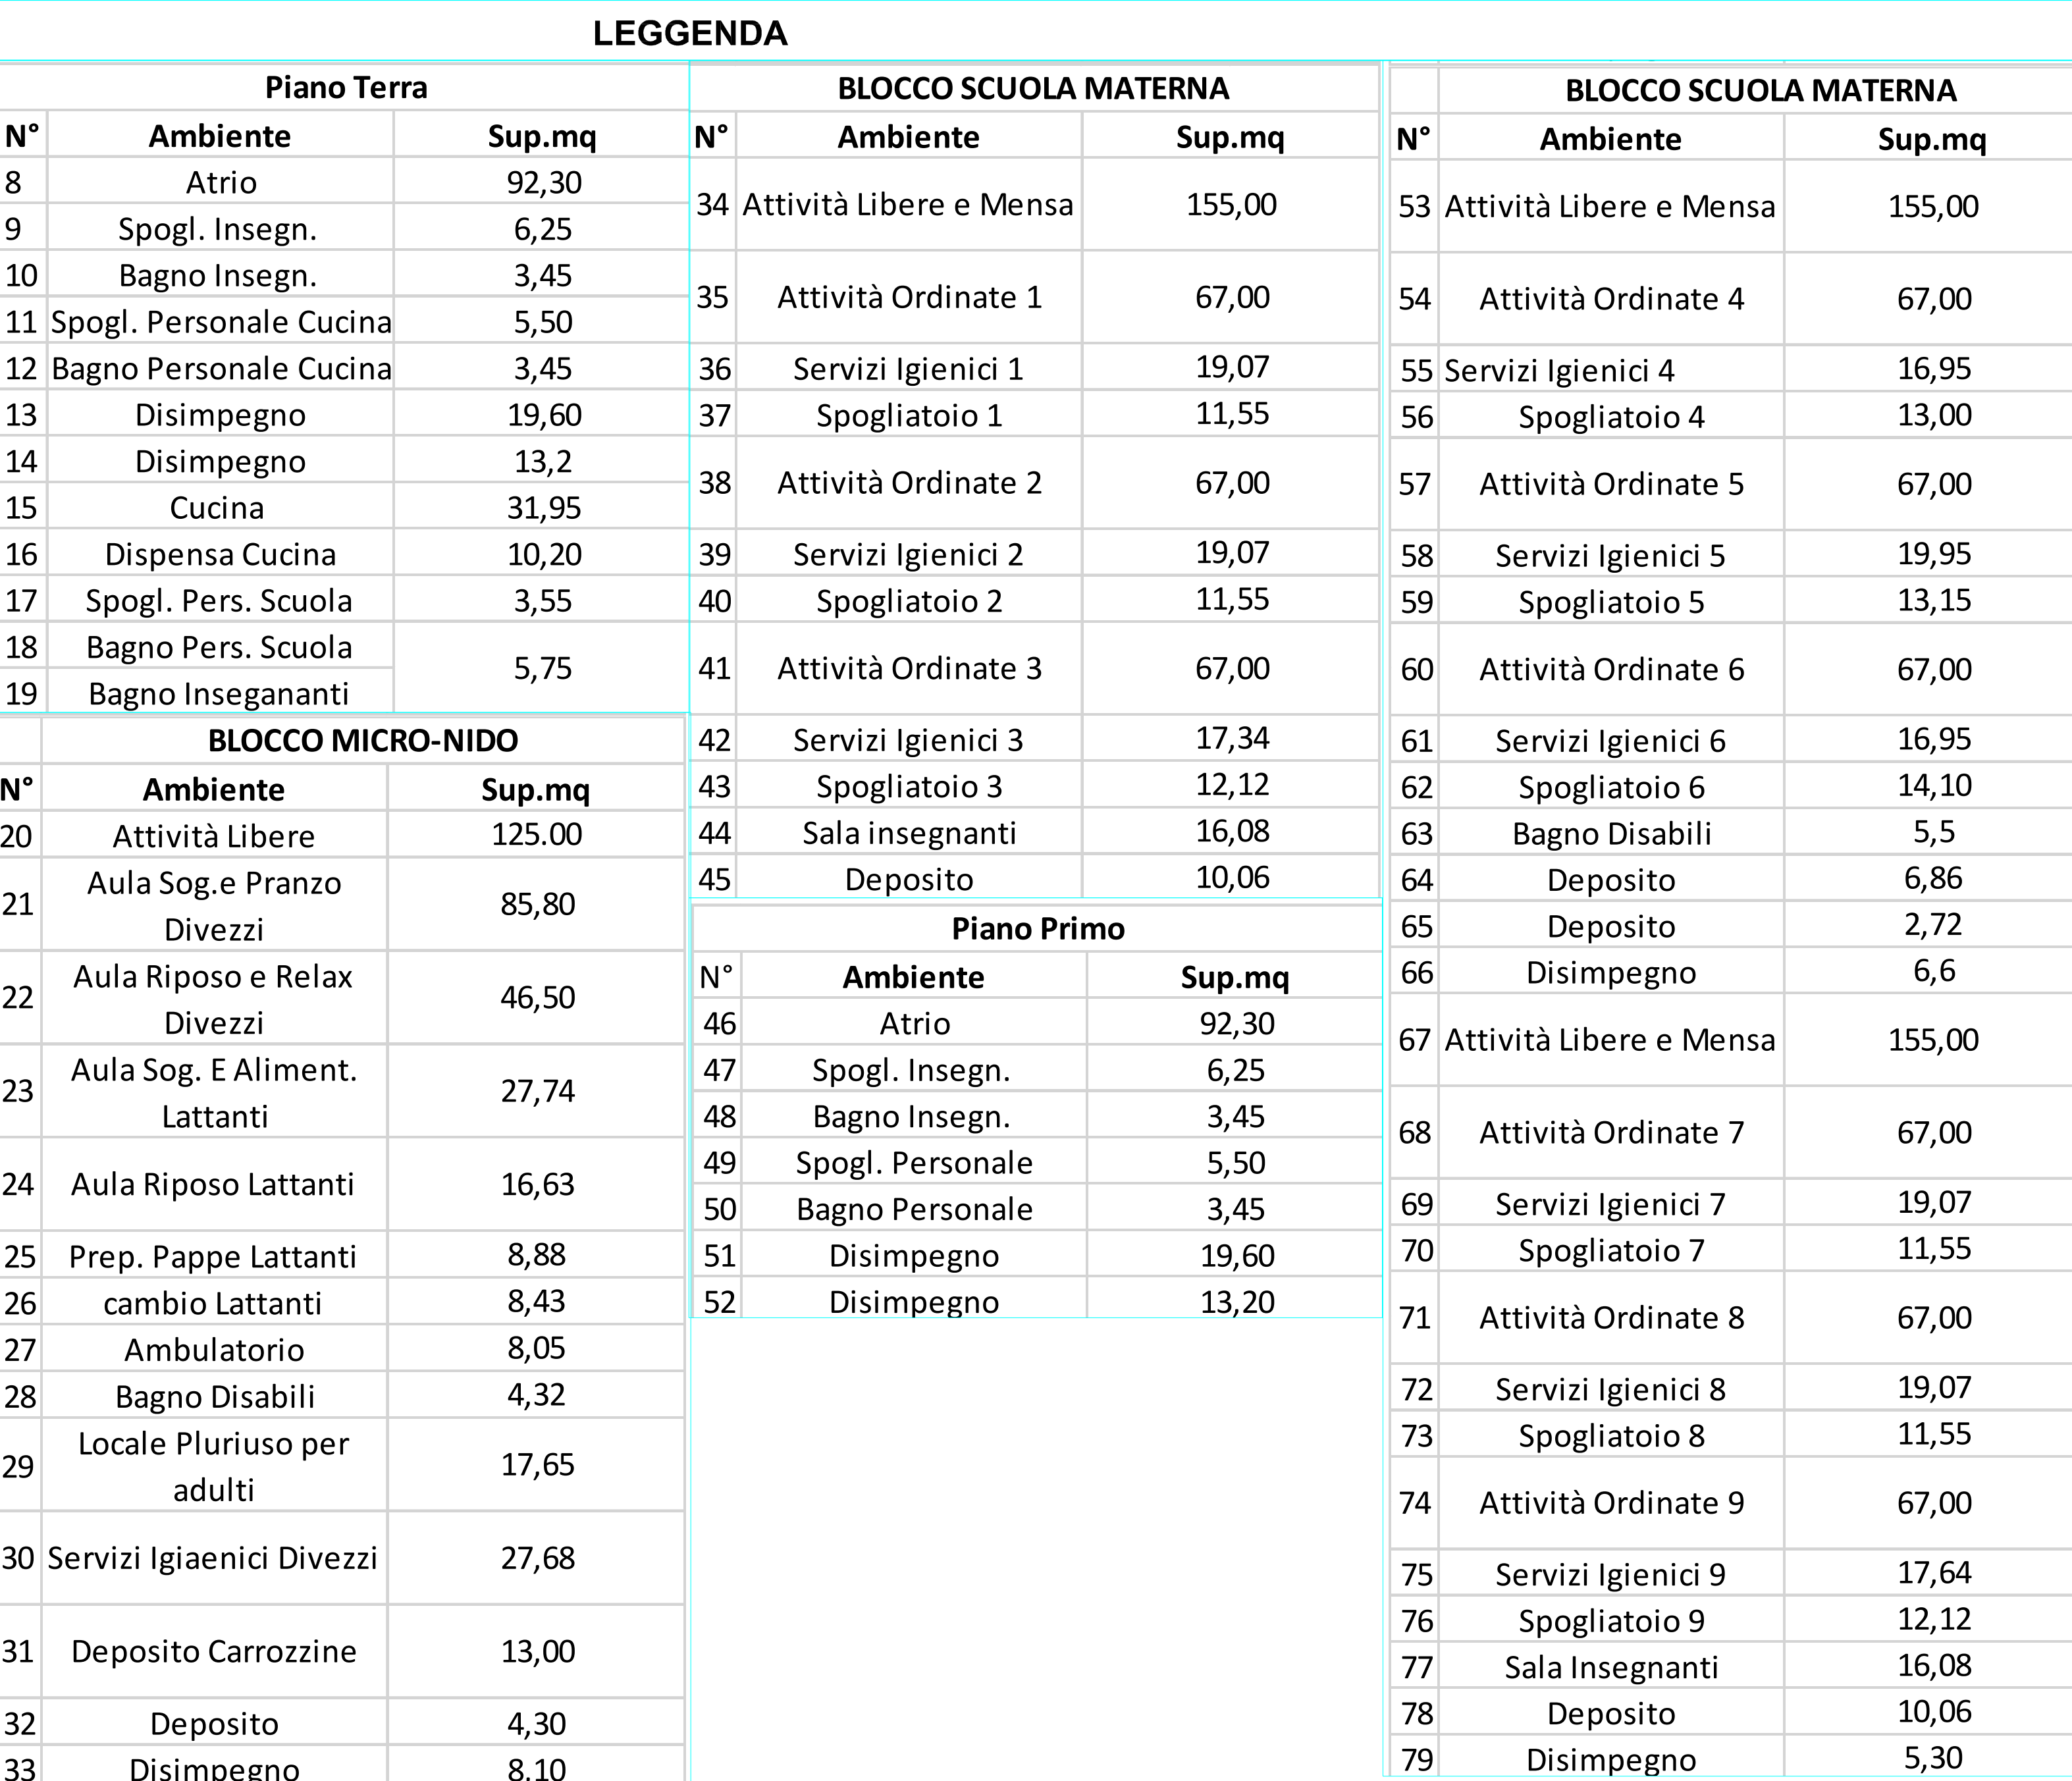 LEGGENDA
Piano Terra
N° Ambiente Sup.mq
8 Atrio 92,30
9 Spogl. Insegn. 6,25
10 Bagno Insegn. 3,45
11 Spogl. Personale Cucina 5,50
12 Bagno Personale Cucina 3,45
13 Disimpegno 19,60
14 Disimpegno 13,2
15 Cucina 31,95
16 Dispensa Cucina 10,20
17 Spogl. Pers. Scuola 3,55
18 Bagno Pers. Scuola
5,75
19 Bagno Insegananti
BLOCCO MICRO-NIDO
N° Ambiente Sup.mq
20 Attività Libere 125.00
21 Aula Sog.e Pranzo
Divezzi 85,80
22 Aula Riposo e Relax
Divezzi 46,50
23 Aula Sog. E Aliment.
Lattanti 27,74
24 Aula Riposo Lattanti 16,63
25 Prep. Pappe Lattanti 8,88
26 cambio Lattanti 8,43
27 Ambulatorio 8,05
28 Bagno Disabili 4,32
29 Locale Pluriuso per
adulti 17,65
30 Servizi Igiaenici Divezzi 27,68
31 Deposito Carrozzine 13,00
32 Deposito 4,30
33 Disimpegno 8,10
BLOCCO SCUOLA MATERNA
N° Ambiente Sup.mq
34 Attività Libere e Mensa 155,00
35 Attività Ordinate 1 67,00
36 Servizi Igienici 1 19,07
37 Spogliatoio 1 11,55
38 Attività Ordinate 2 67,00
39 Servizi Igienici 2 19,07
40 Spogliatoio 2 11,55
41 Attività Ordinate 3 67,00
42 Servizi Igienici 3 17,34
43 Spogliatoio 3 12,12
44 Sala insegnanti 16,08
45 Deposito 10,06
Piano Primo
N° Ambiente Sup.mq
46 Atrio 92,30
47 Spogl. Insegn. 6,25
48 Bagno Insegn. 3,45
49 Spogl. Personale 5,50
50 Bagno Personale 3,45
51 Disimpegno 19,60
52 Disimpegno 13,20
BLOCCO SCUOLA MATERNA
N° Ambiente Sup.mq
53 Attività Libere e Mensa 155,00
54 Attività Ordinate 4 67,00
55 Servizi Igienici 4 16,95
56 Spogliatoio 4 13,00
57 Attività Ordinate 5 67,00
58 Servizi Igienici 5 19,95
59 Spogliatoio 5 13,15
60 Attività Ordinate 6 67,00
61 Servizi Igienici 6 16,95
62 Spogliatoio 6 14,10
63 Bagno Disabili 5,5
64 Deposito 6,86
65 Deposito 2,72
66 Disimpegno 6,6
67 Attività Libere e Mensa 155,00
68 Attività Ordinate 7 67,00
69 Servizi Igienici 7 19,07
70 Spogliatoio 7 11,55
71 Attività Ordinate 8 67,00
72 Servizi Igienici 8 19,07
73 Spogliatoio 8 11,55
74 Attività Ordinate 9 67,00
75 Servizi Igienici 9 17,64
76 Spogliatoio 9 12,12
77 Sala Insegnanti 16,08
78 Deposito 10,06
79 Disimpegno 5,30